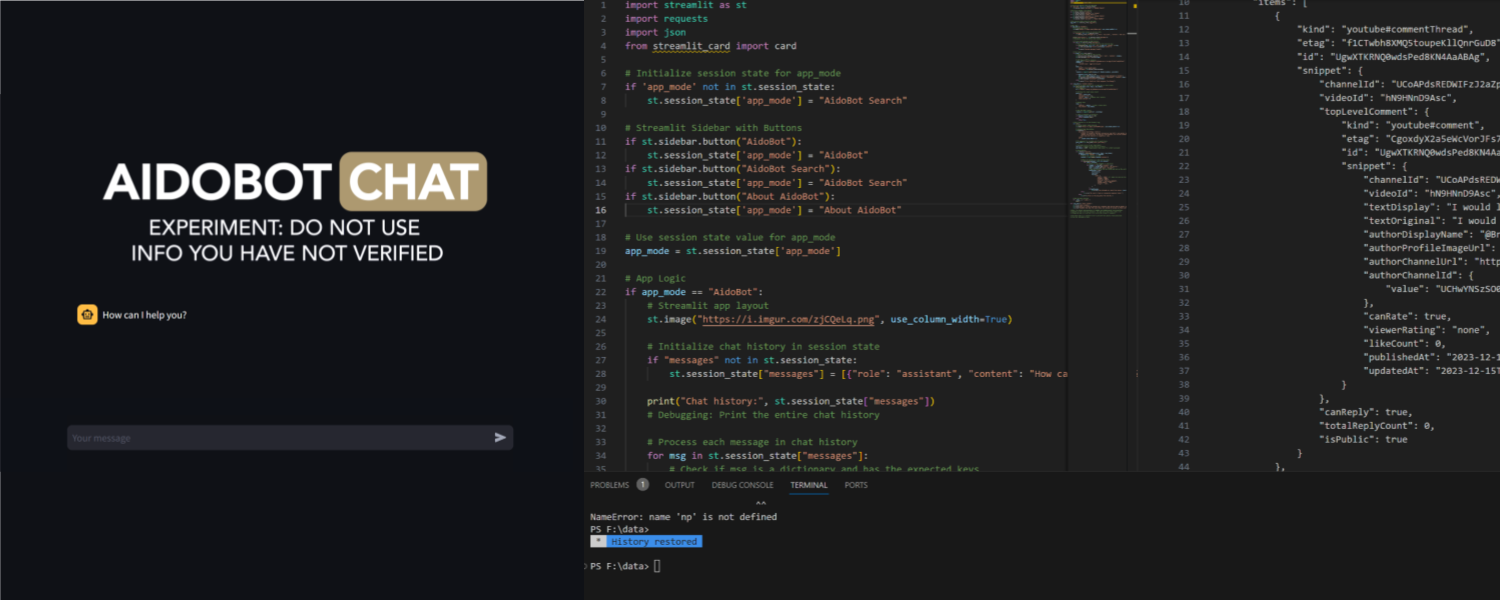 AIDOBOT CHAT
EXPERIMENT: DO NOT USE
INFO YOU HAVE NOT VERIFIED
How can I help you?
Your message
1 import streamlit as st
2 import requests
3 import json
4 from streamlit_card import card
5
6 # Initialize session state for app_mode
7 if 'app_mode' not in st.session_state:
8 st.session_state['app_mode'] = "AidoBot Search"
9
10 # Streamlit Sidebar with Buttons
11 if st.sidebar.button("AidoBot"):
12 st.session_state['app_mode'] = "AidoBot"
13 if st.sidebar.button("AidoBot Search"):
14 st.session_state['app_mode'] = "AidoBot Search"
15 if st.sidebar.button("About AidoBot"):
16 st.session_state['app_mode'] = "About AidoBot"
17
18 # Use session state value for app_mode
19 app_mode = st.session_state['app_mode']
20
21 # App Logic
22 if app_mode == "AidoBot":
23 # Streamlit app layout
24 st.image("https://i.imgur.com/zjCQeLq.png", use_column_width=True)
25
26 # Initialize chat history in session state
27 if "messages" not in st.session_state:
28 st.session_state["messages"] = [{"role": "assistant", "content": "How ca
29
30 print("Chat history:", st.session_state["messages"])
31 # Debugging: Print the entire chat history
32
33 # Process each message in chat history
34 for msg in st.session_state["messages"]:
35 # Check if msg is a dictionary and has the expected keys
10 "items": [
11 {
12 "kind": "youtube#commentThread",
13 "etag": "f1CTwbh8XMQ5toupeKllQnrGuD8"
14 "id": "UgwXTKRNQ0wdsPed8KN4AaABAg",
15 "snippet": {
16 "channelId": "UCoAPdsREDWIFzJ2aZp
17 "videoId": "hN9HNnD9Asc",
18 "topLevelComment": {
19 "kind": "youtube#comment",
20 "etag": "CgoxdyX2a5eWcVorJFs7
21 "id": "UgwXTKRNQ0wdsPed8KN4Aa
22 "snippet": {
23 "channelId": "UCoAPdsREDW
24 "videoId": "hN9HNnD9Asc",
25 "textDisplay": "I would l
26 "textOriginal": "I would
27 "authorDisplayName": "@Br
28 "authorProfileImageUrl":
29 "authorChannelUrl": "http
30 "authorChannelId": {
31 "value": "UCHwYNSzSO0
32 },
33 "canRate": true,
34 "viewerRating": "none",
35 "likeCount": 0,
36 "publishedAt": "2023-12-1
37 "updatedAt": "2023-12-15T
38 }
39 },
40 "canReply": true,
41 "totalReplyCount": 0,
42 "isPublic": true
43 }
44 },
PROBLEMS 1 OUTPUT DEBUG CONSOLE TERMINAL PORTS
^^
NameError: name 'np' is not defined
PS F:\data>
* History restored
PS F:\data>